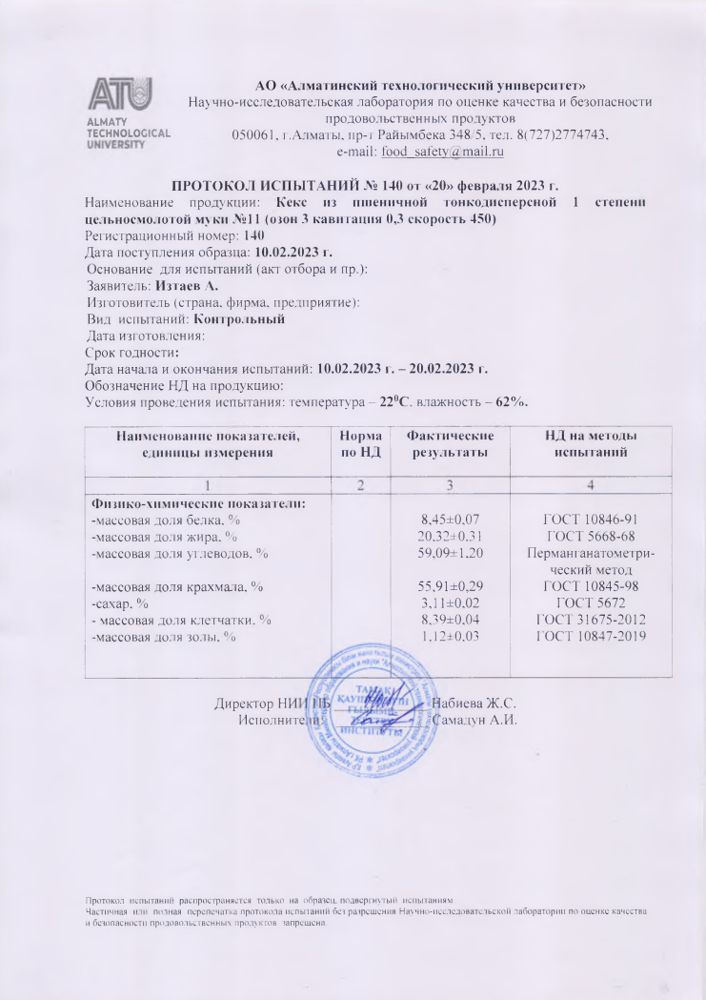 ATU
ALMATY
TECHNOLOGICAL
UNIVERSITY
АО «Алматинский технологический университет»
Научно-исследовательская лаборатория по оценке качества и безопасности
продовольственных продуктов
050061, г.Алматы, пр-т Райымбека 348/5, тел. 8(727)2774743,
e-mail: food_safety@mail.ru
ПРОТОКОЛ ИСПЫТАНИЙ № 140 от «20» февраля 2023 г.
Наименование продукции: Кекс из пшеничной тонкодисперсной 1 степени
цельносмолотой муки №11 (озон 3 кавитация 0,3 скорость 450)
Регистрационный номер: 140
Дата поступления образца: 10.02.2023 г.
Основание для испытаний (акт отбора и пр.):
Заявитель: Изтаев А.
Изготовитель (страна, фирма, предприятие):
Вид испытаний: Контрольный
Дата изготовления:
Срок годности:
Дата начала и окончания испытаний: 10.02.2023 г. – 20.02.2023 г.
Обозначение НД на продукцию:
Условия проведения испытания: температура – 22⁰С, влажность – 62%.
Наименование показателей, Норма Фактические НД на методы
единицы измерения по НД результаты испытаний
1 2 3 4
Физико-химические показатели:
-массовая доля белка, % 8,45±0,07 ГОСТ 10846-91
-массовая доля жира, % 20,32±0,31 ГОСТ 5668-68
-массовая доля углеводов, % 59,09±1,20 Перманганатометри-
ческий метод
-массовая доля крахмала, % 55,91±0,29 ГОСТ 10845-98
-сахар, % 3,11±0,02 ГОСТ 5672
- массовая доля клетчатки, % 8,39±0,04 ГОСТ 31675-2012
-массовая доля золы, % 1,12±0,03 ГОСТ 10847-2019
Директор НИИ ПБ Набиева Ж.С.
Исполнитель Самадун А.И.
ТАМАҚ
ИНСТИТУТЫ
Протокол испытаний распространяется только на образец, подвергнутый испытаниям
Частичная или полная перепечатка протокола испытаний без разрешения Научно-исследовательской лаборатории по оценке качества
и безопасности продовольственных продуктов запрещена